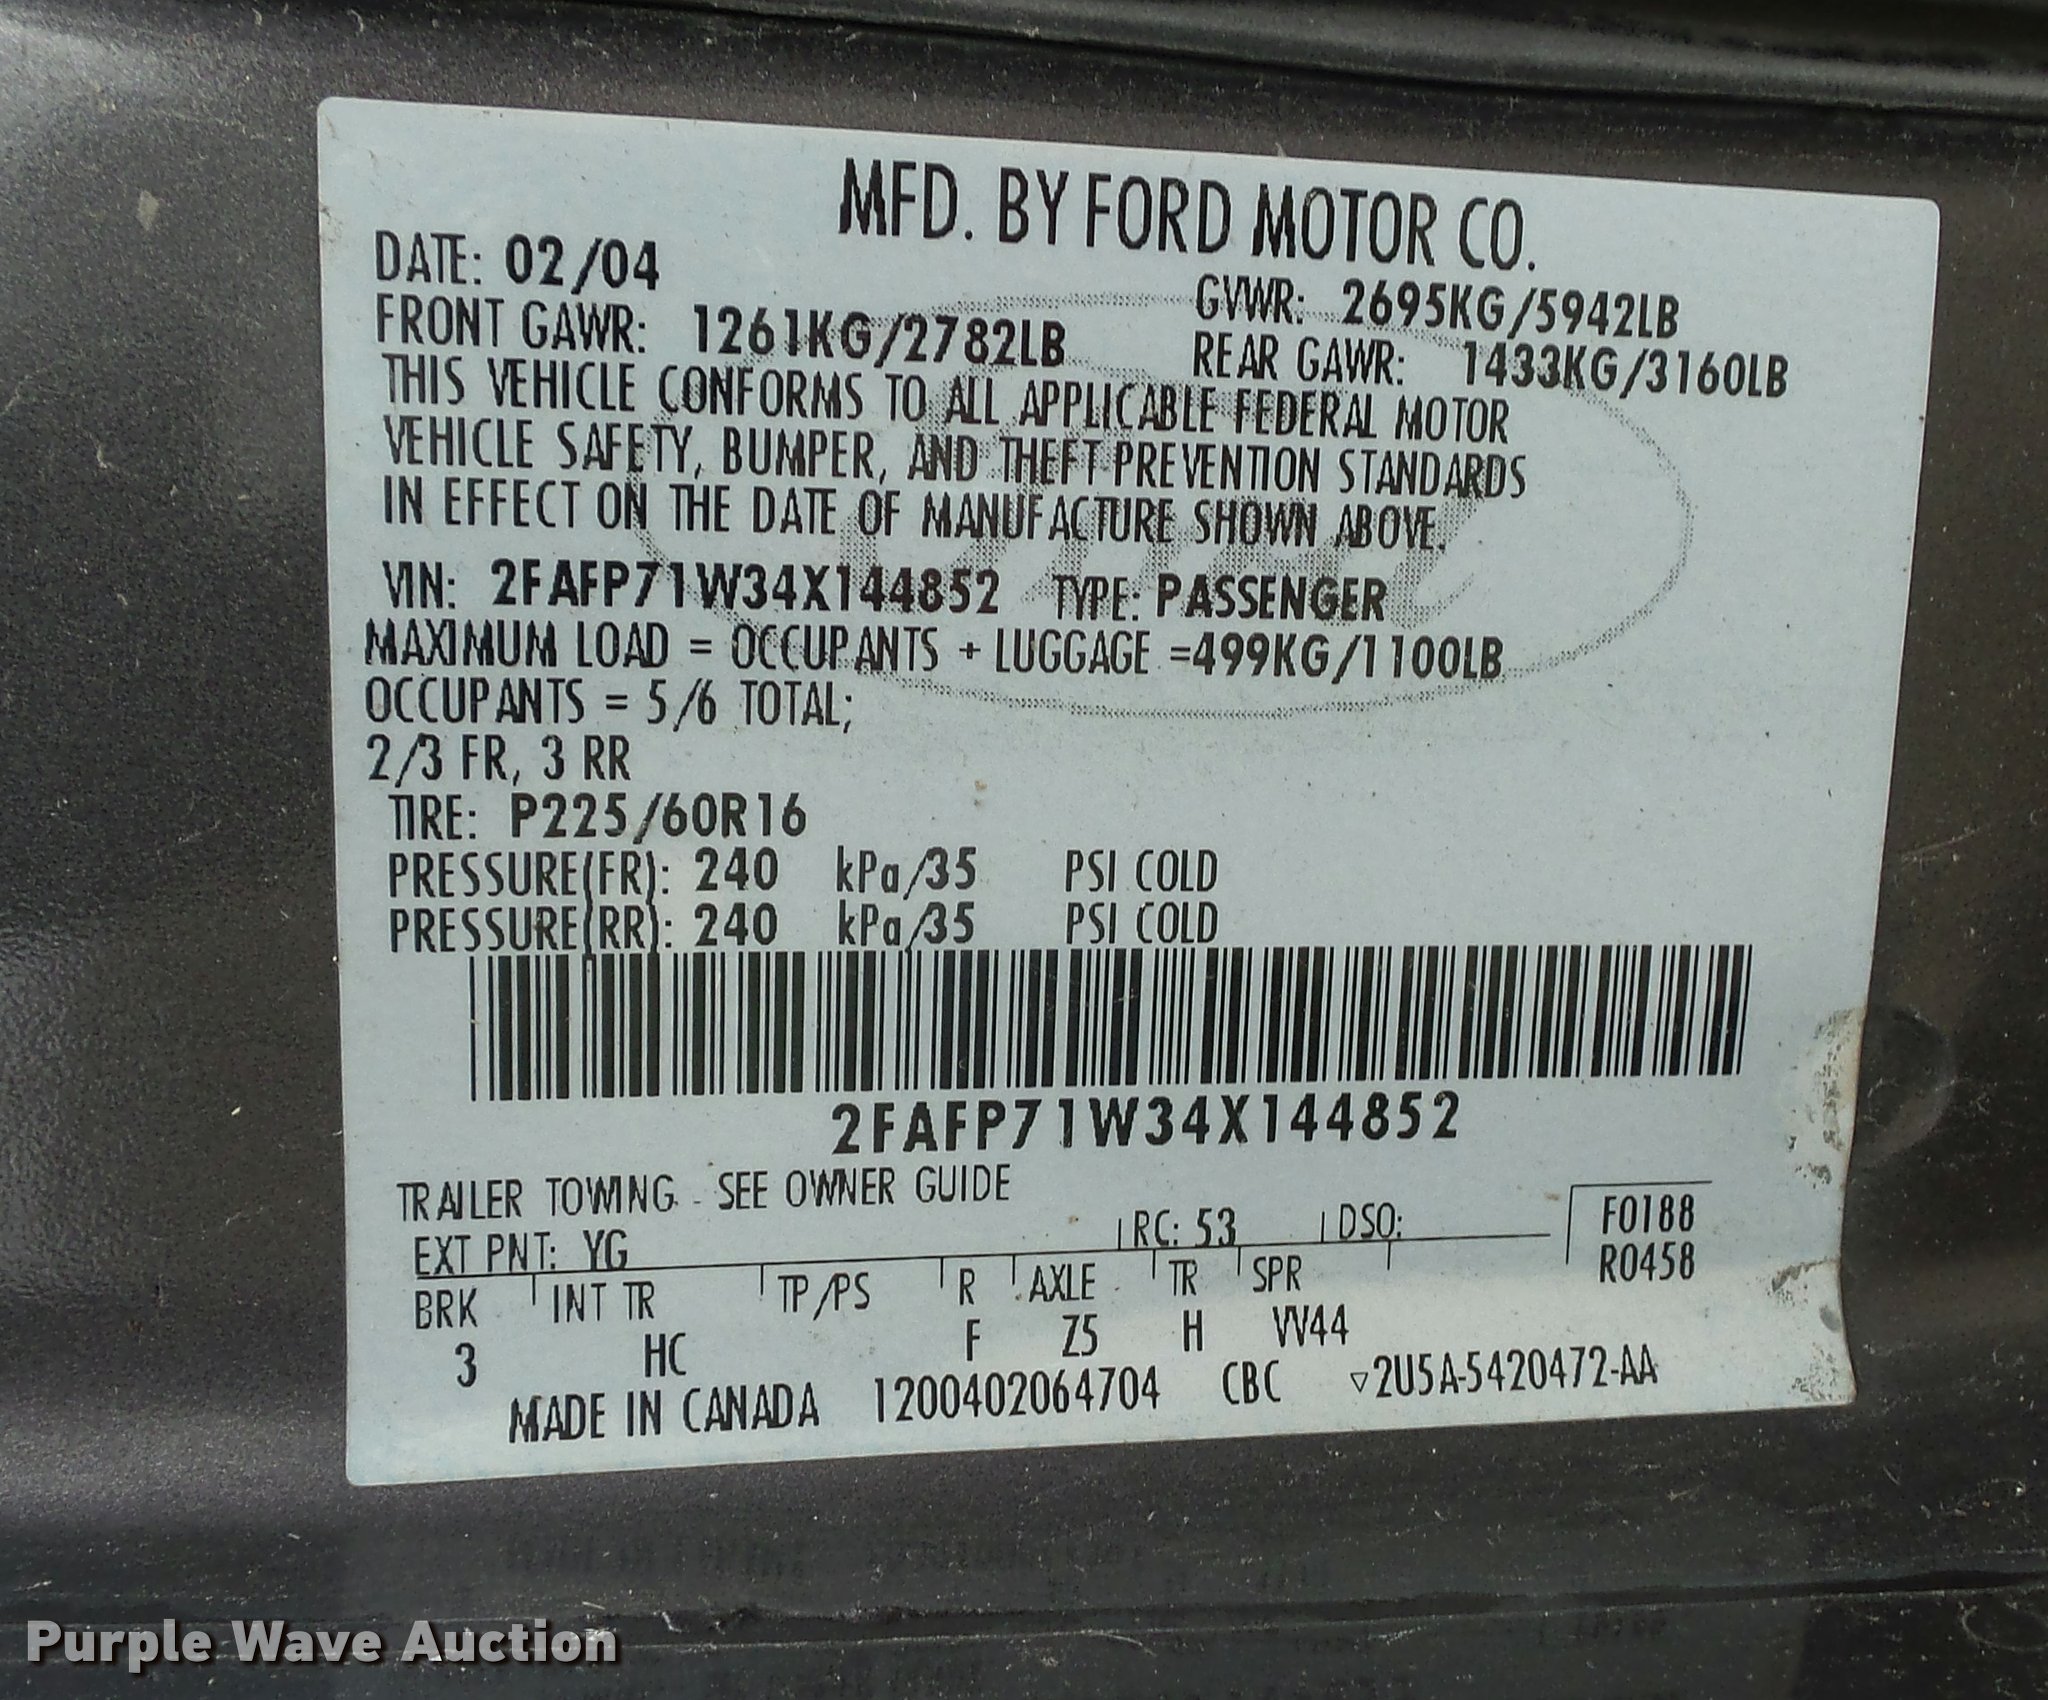 MFD. BY FORD MOTOR CO.
DATE: 02/04
GVWR: 2695KG/5942LB
FRONT GAWR: 1261KG/2782LB
REAR GAWR: 1433KG/3160LB
THIS VEHICLE CONFORMS TO ALL APPLICABLE FEDERAL MOTOR
VEHICLE SAFETY, BUMPER, AND THEFT PREVENTION STANDARDS
IN EFFECT ON THE DATE OF MANUFACTURE SHOWN ABOVE.
VIN: 2FAFP71W34X144852 TYPE: PASSENGER
MAXIMUM LOAD = OCCUPANTS + LUGGAGE =499KG/1100LB
OCCUPANTS = 5/6 TOTAL;
2/3 FR, 3 RR
TIRE: P225/60R16
PRESSURE(FR): 240 kPa/35 PSI COLD
PRESSURE(RR): 240 kPa/35 PSI COLD
2FAFP71W34X144852
TRAILER TOWING - SEE OWNER GUIDE
EXT PNT: YG RC: 53 DSO: F0188
R0458
BRK INT TR TP/PS R AXLE TR SPR
3 HC F Z5 H VV44
MADE IN CANADA 1200402064704 CBC ▽2U5A-5420472-AA
Purple Wave Auction